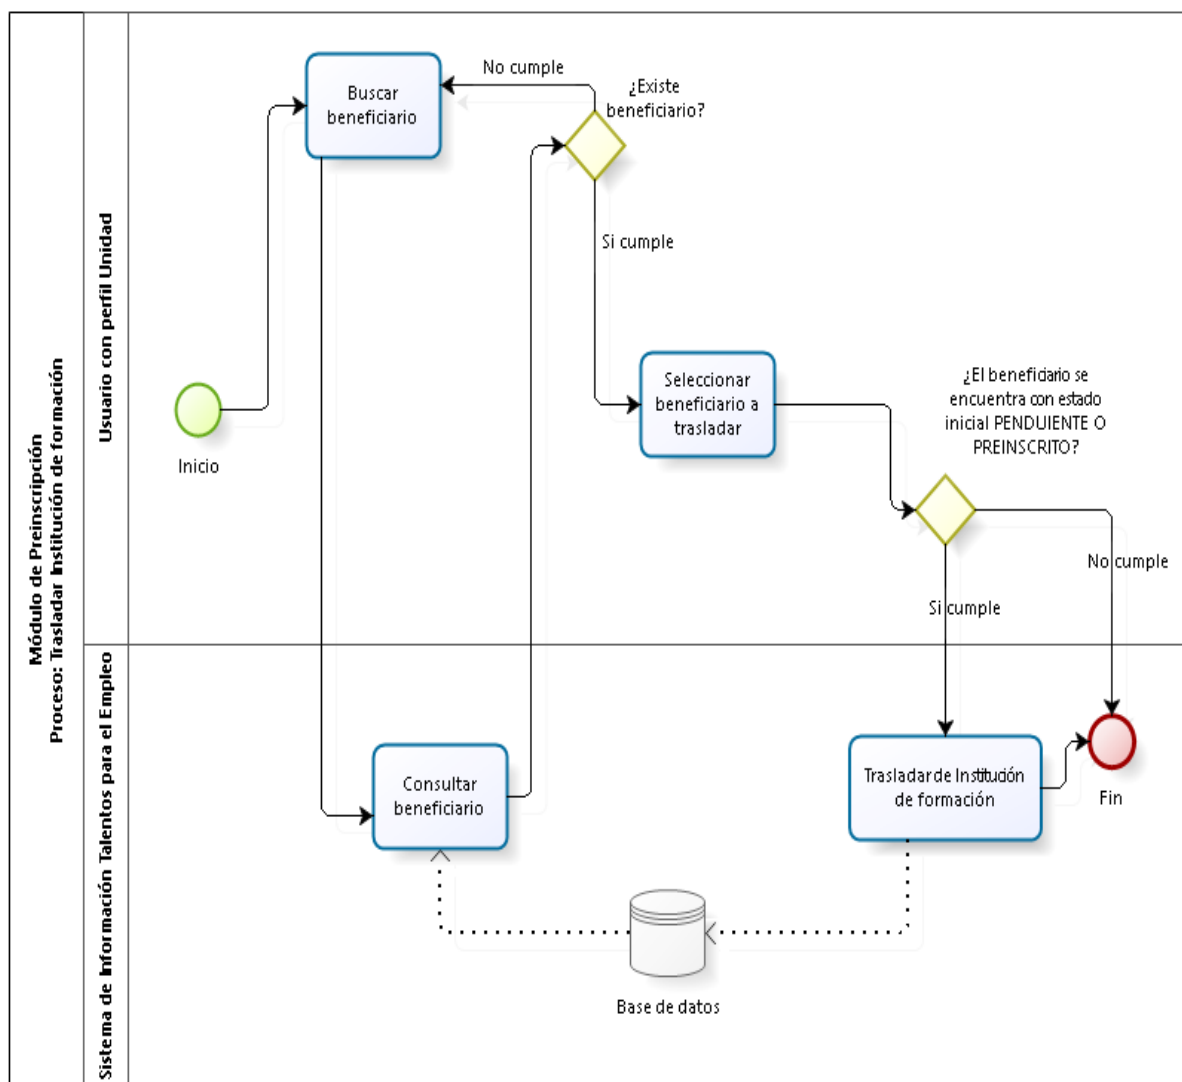 Módulo de Preinscripción
Proceso: Trasladar Institución de formación
Usuario con perfil Unidad
Buscar
beneficiario
No cumple
¿Existe
beneficiario?
Si cumple
Inicio
Seleccionar
beneficiario a
trasladar
¿El beneficiario se
encuentra con estado
inicial PENDUIENTE O
PREINSCRITO?
No cumple
Si cumple
Sistema de Información Talentos para el Empleo
Consultar
beneficiario
Trasladar de Institución
de formación
Fin
Base de datos